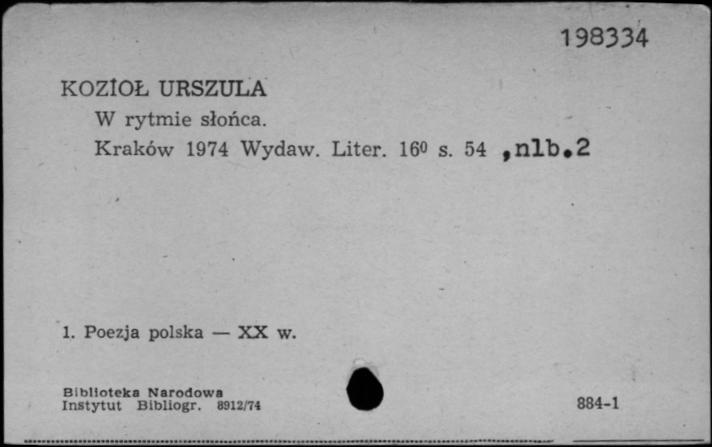 198334
KOZIOŁ URSZULA
W rytmie słońca.
Kraków 1974 Wydaw. Liter. 16⁰ s. 54 ,nlb.2
1. Poezja polska — XX w.
Biblioteka Narodowa
Instytut Bibliogr. 8912/74
884-1